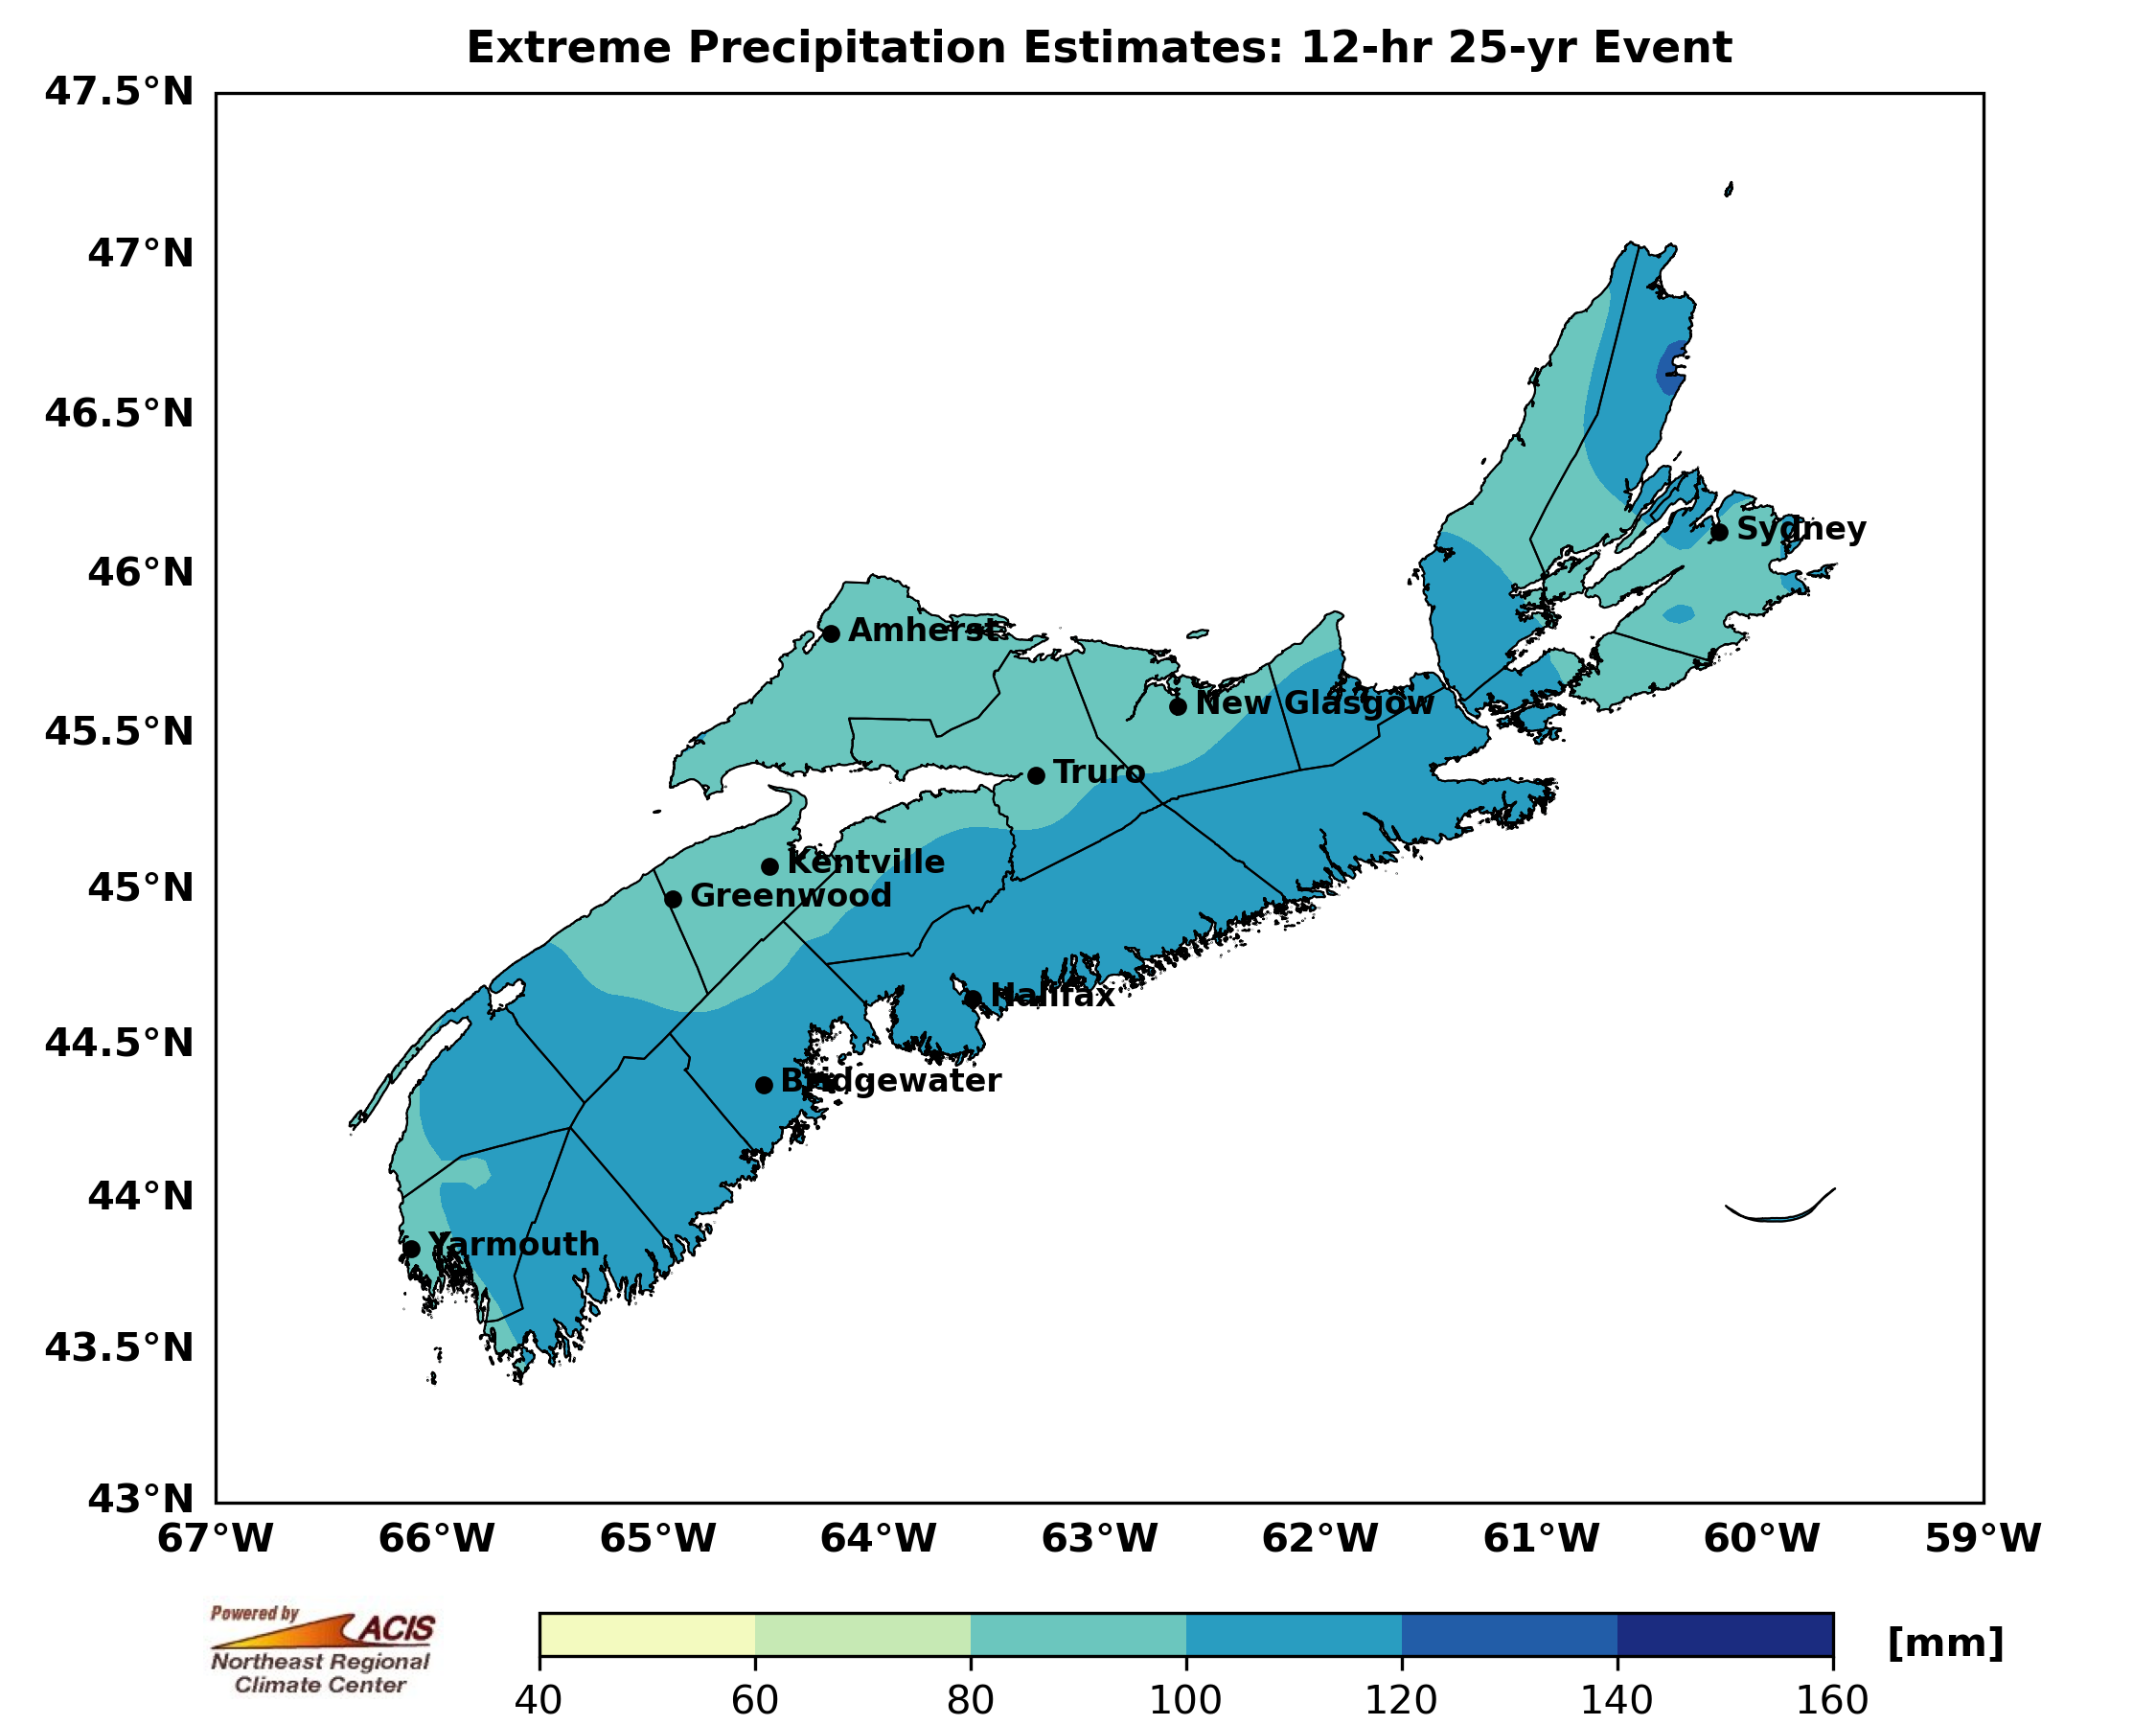 Extreme Precipitation Estimates: 12-hr 25-yr Event
47.5°N
47°N
46.5°N
46°N
45.5°N
45°N
44.5°N
44°N
43.5°N
43°N
Sydney
Amherst
New Glasgow
Truro
Kentville
Greenwood
Halifax
Bridgewater
Yarmouth
67°W 66°W 65°W 64°W 63°W 62°W 61°W 60°W 59°W
Powered by
ACIS
Northeast Regional
Climate Center
[mm]
40 60 80 100 120 140 160